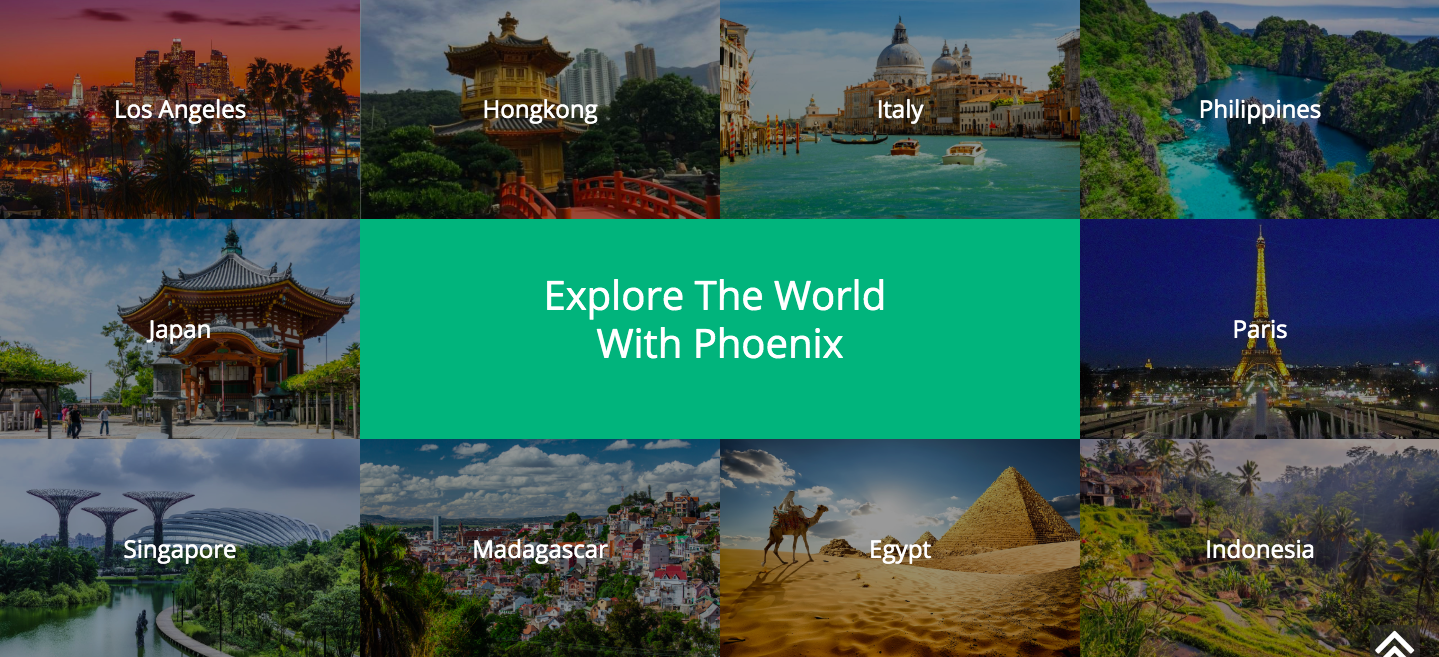 Los Angeles
Hongkong
Italy
Philippines
Japan
Explore The World
With Phoenix
Paris
Singapore
Madagascar
Egypt
Indonesia